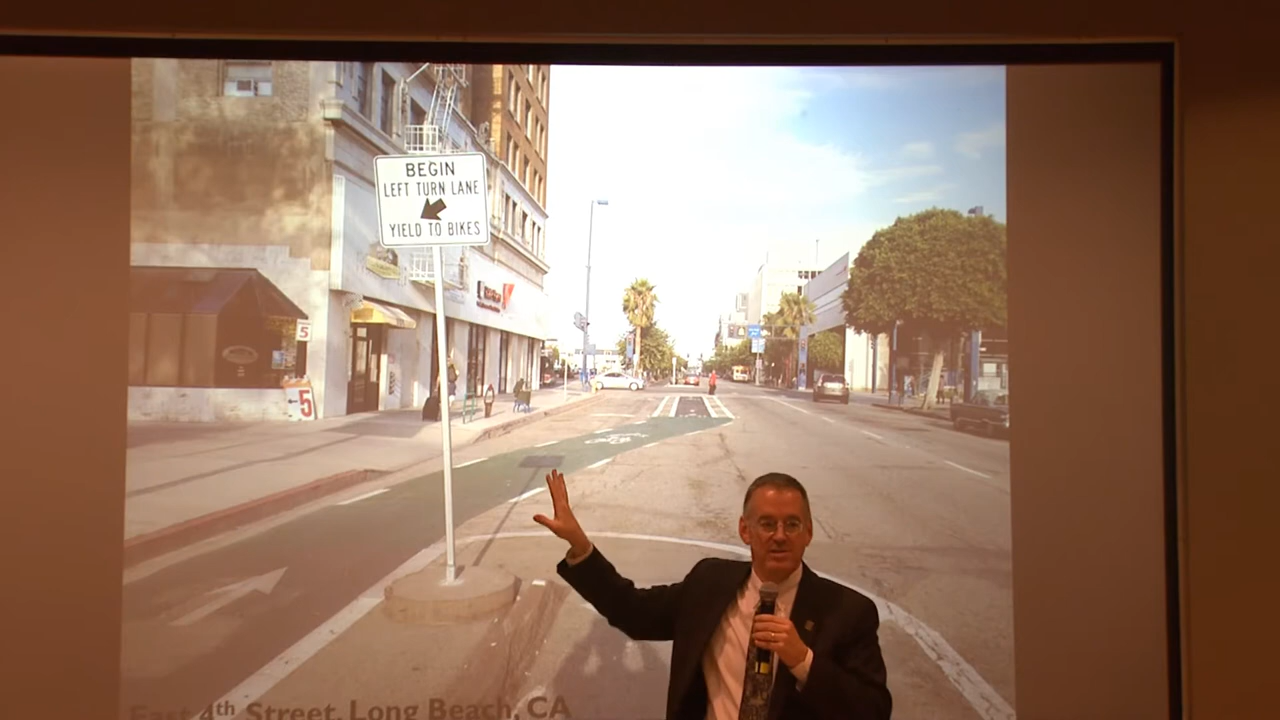 BEGIN
LEFT TURN LANE
YIELD TO BIKES
5
5
East 4th Street, Long Beach, CA